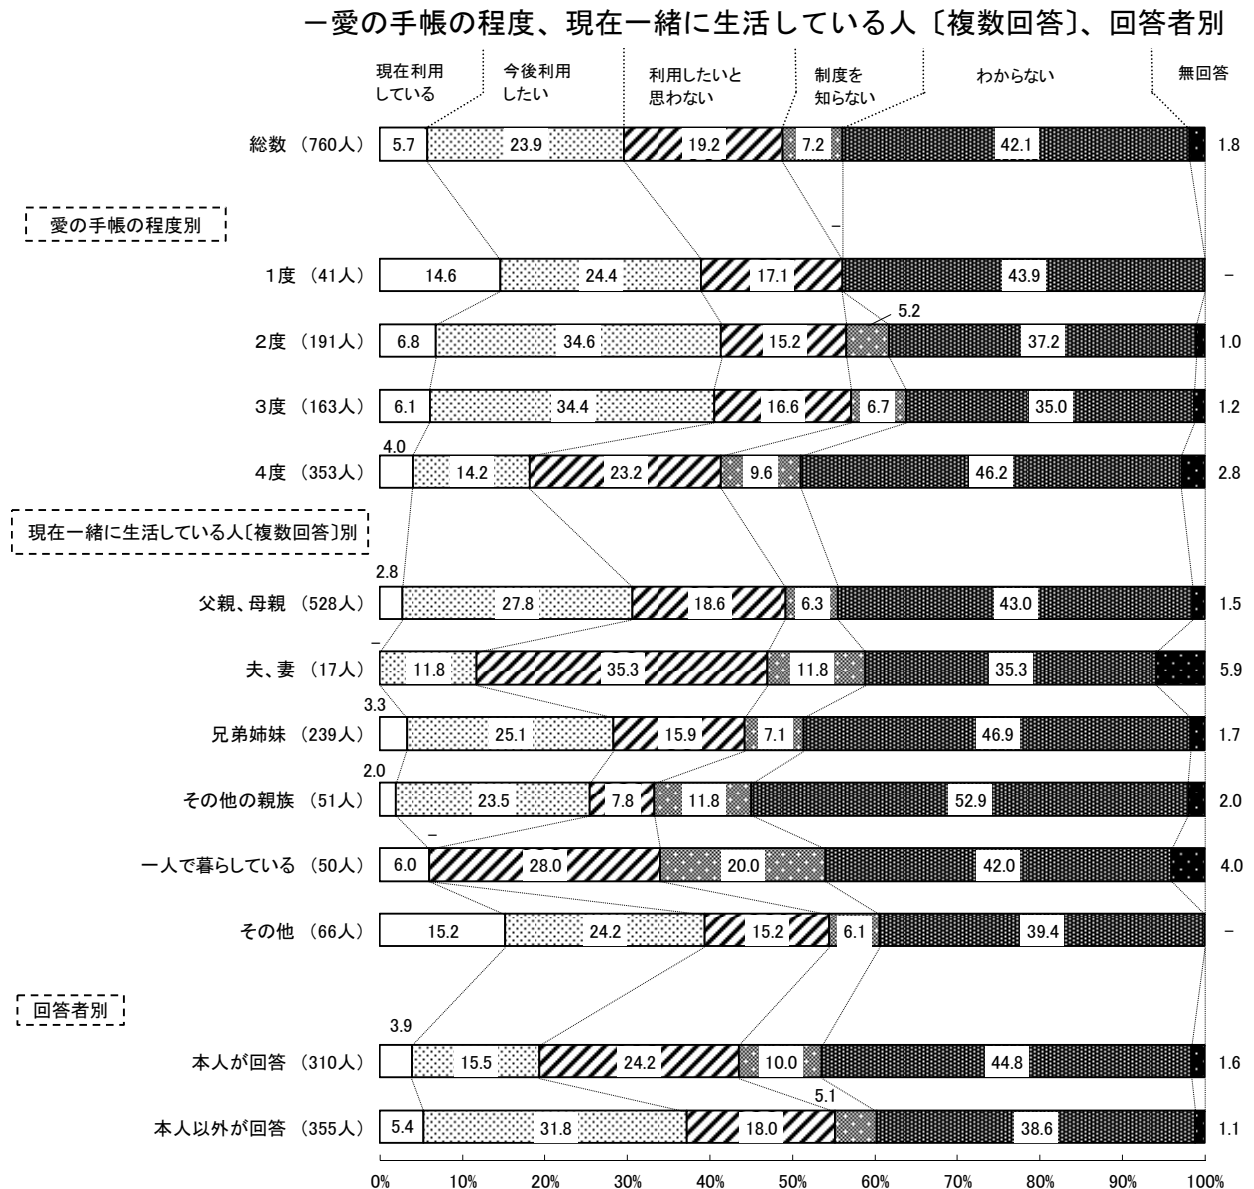 －愛の手帳の程度、現在一緒に生活している人〔複数回答〕、回答者別
現在利用
している
今後利用
したい
利用したいと
思わない
制度を
知らない
わからない
無回答
総数 （760人） 5.7 23.9 19.2 7.2 42.1 1.8
愛の手帳の程度別
－
１度 （41人） 14.6 24.4 17.1 43.9 －
5.2
２度 （191人） 6.8 34.6 15.2 37.2 1.0
３度 （163人） 6.1 34.4 16.6 6.7 35.0 1.2
4.0
４度 （353人） 14.2 23.2 9.6 46.2 2.8
現在一緒に生活している人〔複数回答〕別
2.8
父親、母親 （528人） 27.8 18.6 6.3 43.0 1.5
－
夫、妻 （17人） 11.8 35.3 11.8 35.3 5.9
3.3
兄弟姉妹 （239人） 25.1 15.9 7.1 46.9 1.7
2.0
その他の親族 （51人） 23.5 7.8 11.8 52.9 2.0
－
一人で暮らしている （50人） 6.0 28.0 20.0 42.0 4.0
その他 （66人） 15.2 24.2 15.2 6.1 39.4 －
回答者別
3.9
本人が回答 （310人） 15.5 24.2 10.0 44.8 1.6
5.1
本人以外が回答 （355人） 5.4 31.8 18.0 38.6 1.1
0% 10% 20% 30% 40% 50% 60% 70% 80% 90% 100%